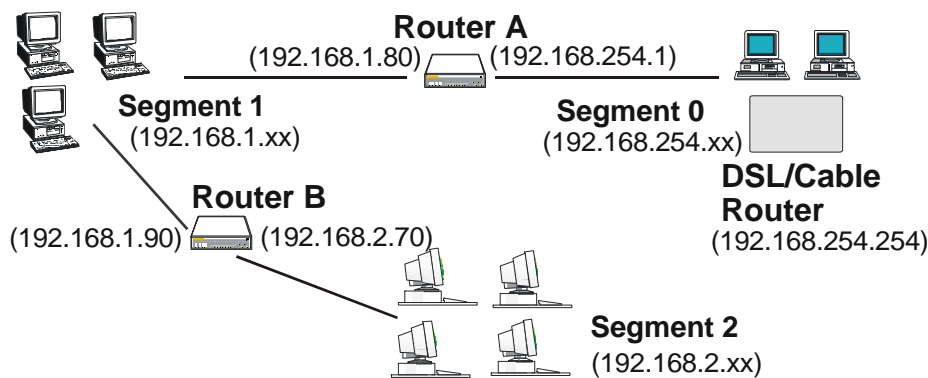 Router A
(192.168.1.80)
(192.168.254.1)
Segment 1
(192.168.1.xx)
Segment 0
(192.168.254.xx)
DSL/Cable
Router
(192.168.254.254)
Router B
(192.168.1.90)
(192.168.2.70)
Segment 2
(192.168.2.xx)